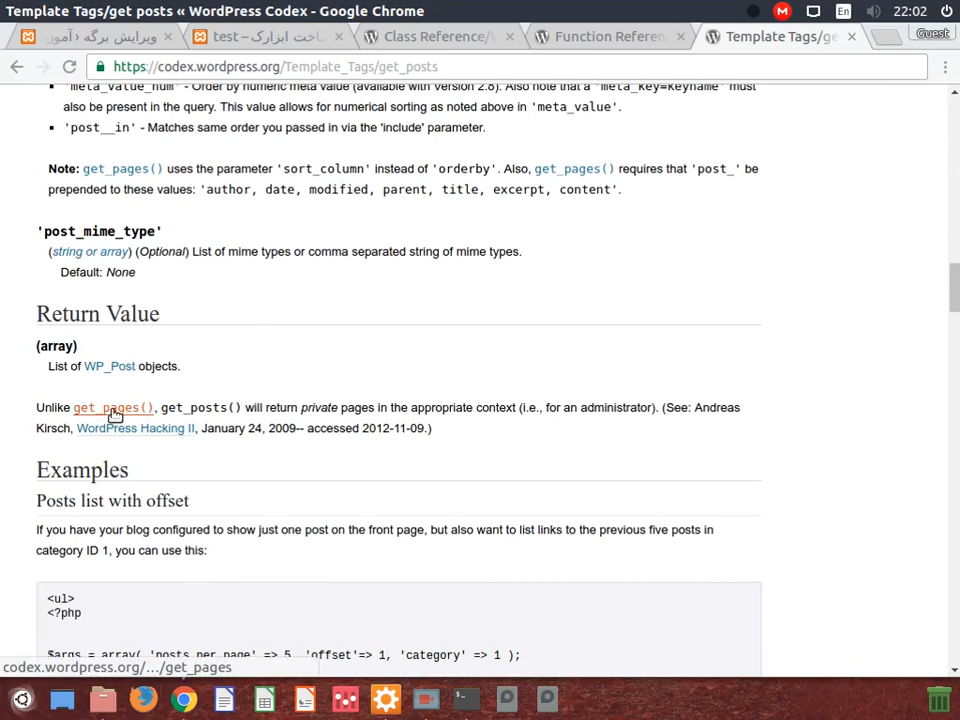 Template Tags/get posts « WordPress Codex - Google Chrome
En
22:02
ویرایش برگه ‹ آموز
ساخت ابزارک – test
Class Reference/
Function Referen
Template Tags/ge
Guest
https://codex.wordpress.org/Template_Tags/get_posts
'meta_value_num' - Order by numeric meta value (available with Version 2.8). Also note that a 'meta_key=keyname' must
also be present in the query. This value allows for numerical sorting as noted above in 'meta_value'.
'post__in' - Matches same order you passed in via the 'include' parameter.
Note: get_pages() uses the parameter 'sort_column' instead of 'orderby'. Also, get_pages() requires that 'post_' be
prepended to these values: 'author, date, modified, parent, title, excerpt, content'.
'post_mime_type'
(string or array) (Optional) List of mime types or comma separated string of mime types.
Default: None
Return Value
(array)
List of WP_Post objects.
Unlike get_pages(), get_posts() will return private pages in the appropriate context (i.e., for an administrator). (See: Andreas
Kirsch, WordPress Hacking II, January 24, 2009-- accessed 2012-11-09.)
Examples
Posts list with offset
If you have your blog configured to show just one post on the front page, but also want to list links to the previous five posts in
category ID 1, you can use this:
<ul>
<?php
$args = array( 'posts_per_page' => 5, 'offset'=> 1, 'category' => 1 );
codex.wordpress.org/.../get_pages